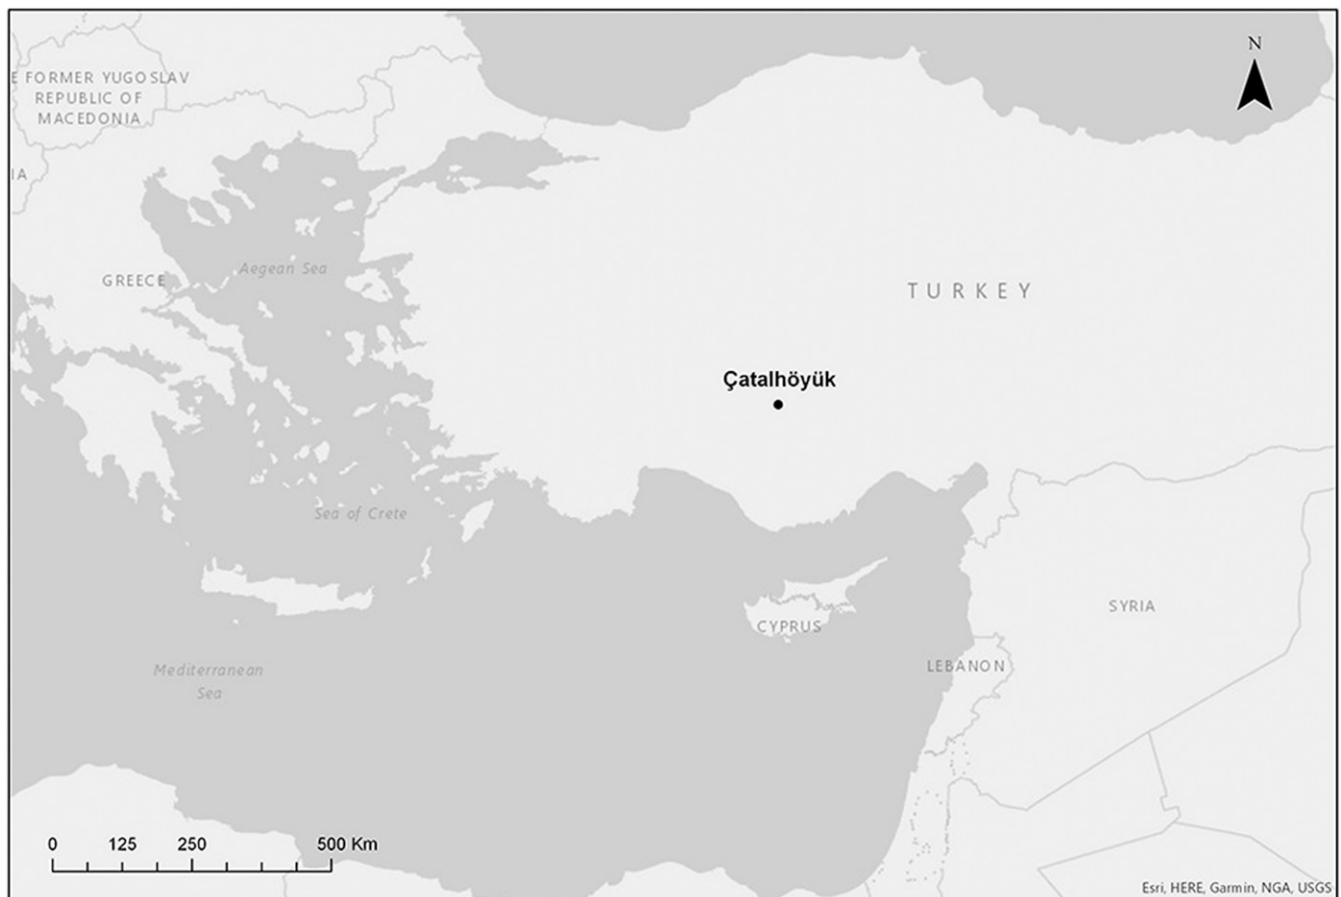 N
E FORMER YUGOSLAV
REPUBLIC OF
MACEDONIA
IA
GREECE
Aegean Sea
TURKEY
Çatalhöyük
Sea of Crete
CYPRUS
SYRIA
LEBANON
Mediterranean
Sea
0 125 250 500 Km
Esri, HERE, Garmin, NGA, USGS